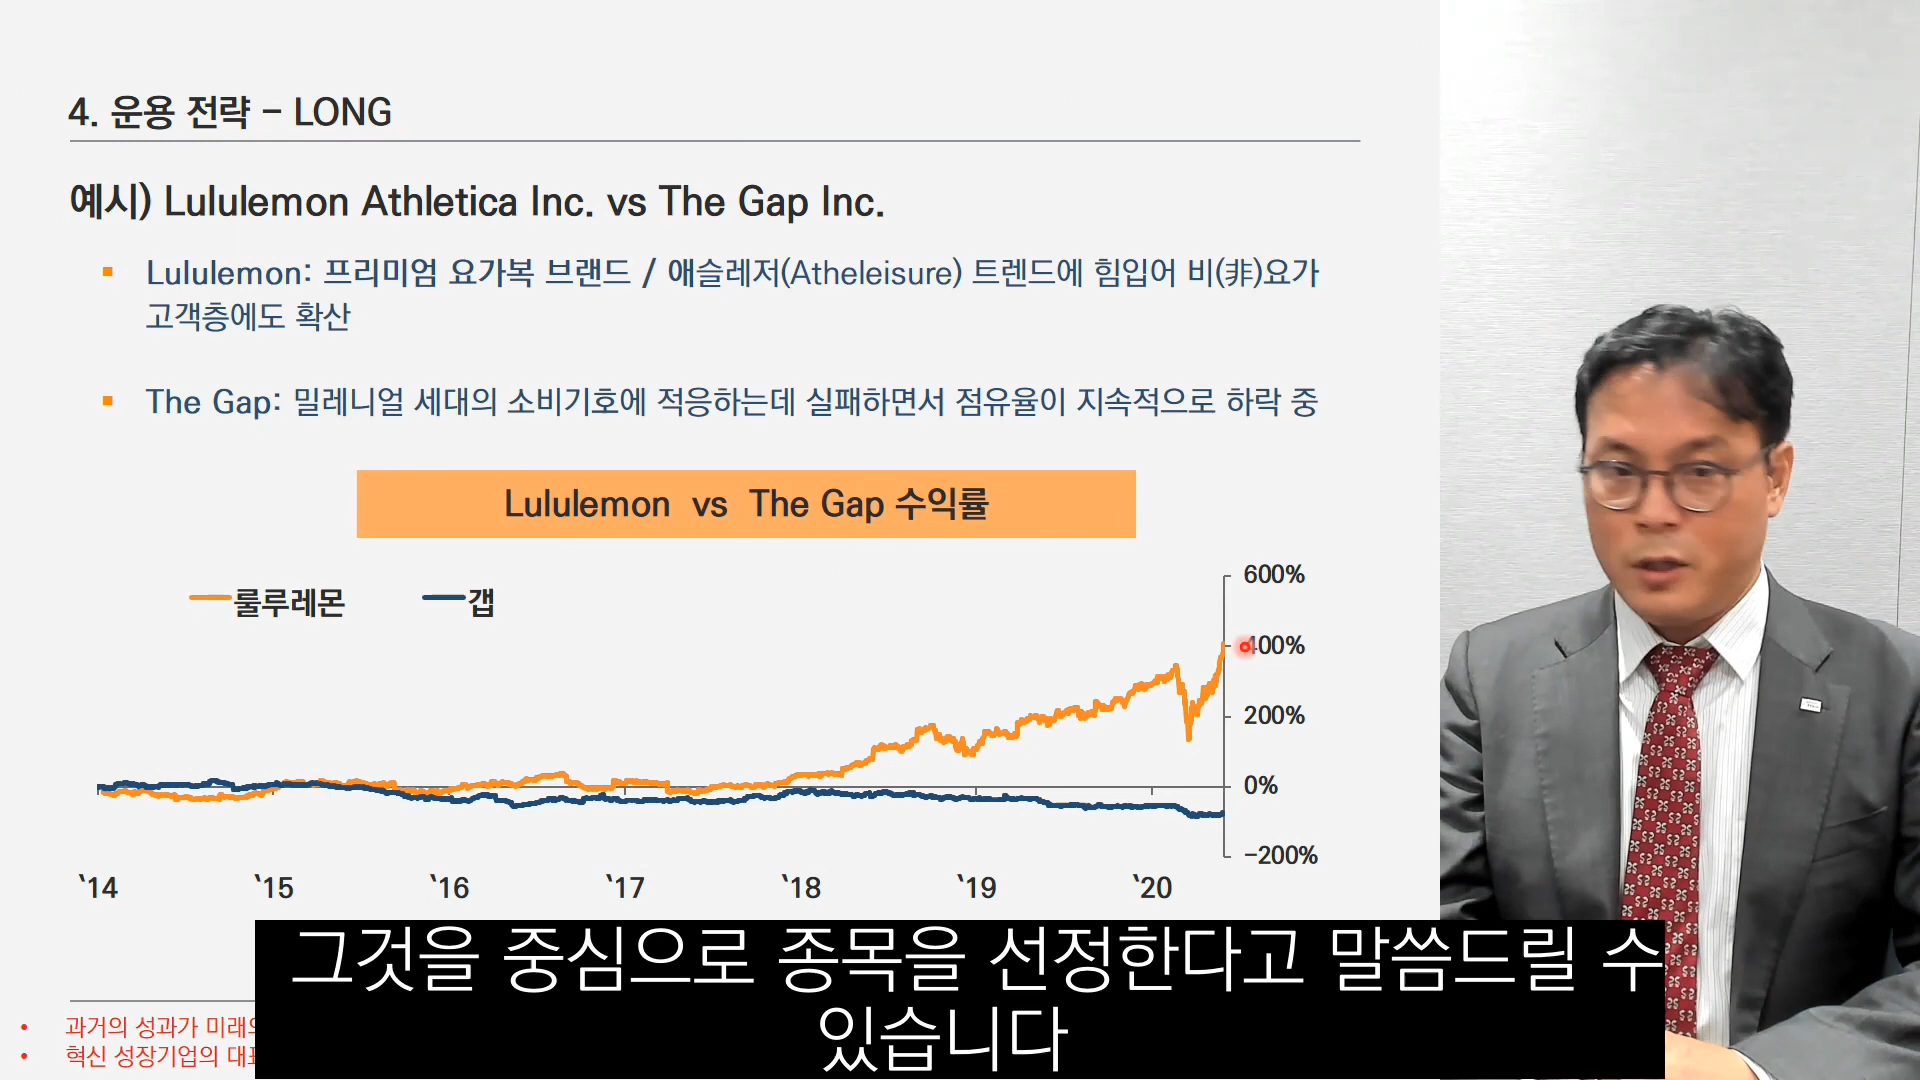 4. 운용 전략 – LONG
예시) Lululemon Athletica Inc. vs The Gap Inc.
▪ Lululemon: 프리미엄 요가복 브랜드 / 애슬레저(Atheleisure) 트렌드에 힘입어 비(非)요가
고객층에도 확산
▪ The Gap: 밀레니얼 세대의 소비기호에 적응하는데 실패하면서 점유율이 지속적으로 하락 중
Lululemon vs The Gap 수익률
룰루레몬 갭
600%
400%
200%
0%
-200%
‵14 ‵15 ‵16 ‵17 ‵18 ‵19 ‵20
그것을 중심으로 종목을 선정한다고 말씀드릴 수
있습니다
• 과거의 성과가
• 혁신 성장기업의